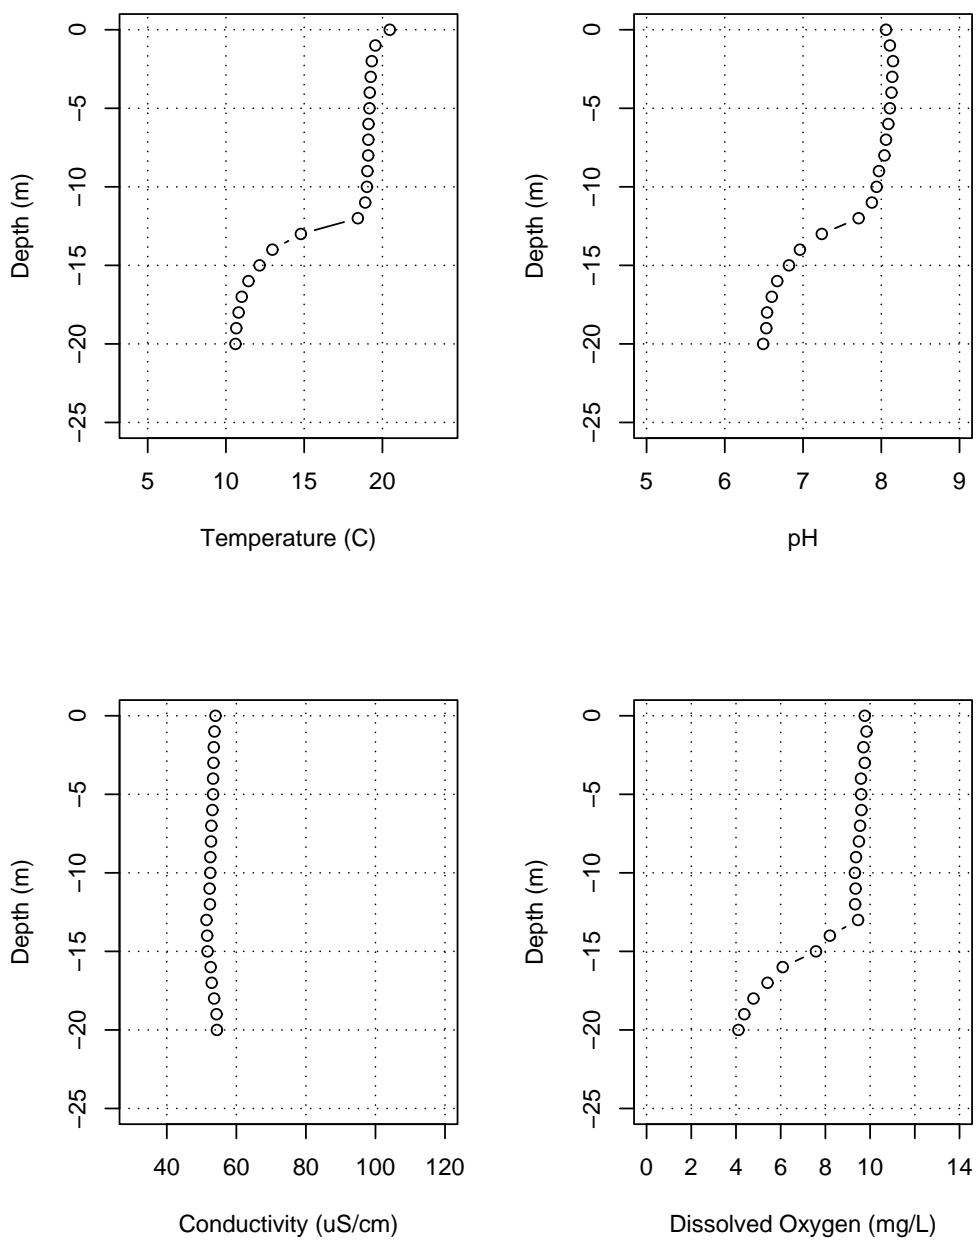 0
−5
−10
−15
−20
−25
Depth (m)
5 10 15 20
Temperature (C)
0
−5
−10
−15
−20
−25
Depth (m)
5 6 7 8 9
pH
0
−5
−10
−15
−20
−25
Depth (m)
40 60 80 100 120
Conductivity (uS/cm)
0
−5
−10
−15
−20
−25
Depth (m)
0 2 4 6 8 10 14
Dissolved Oxygen (mg/L)